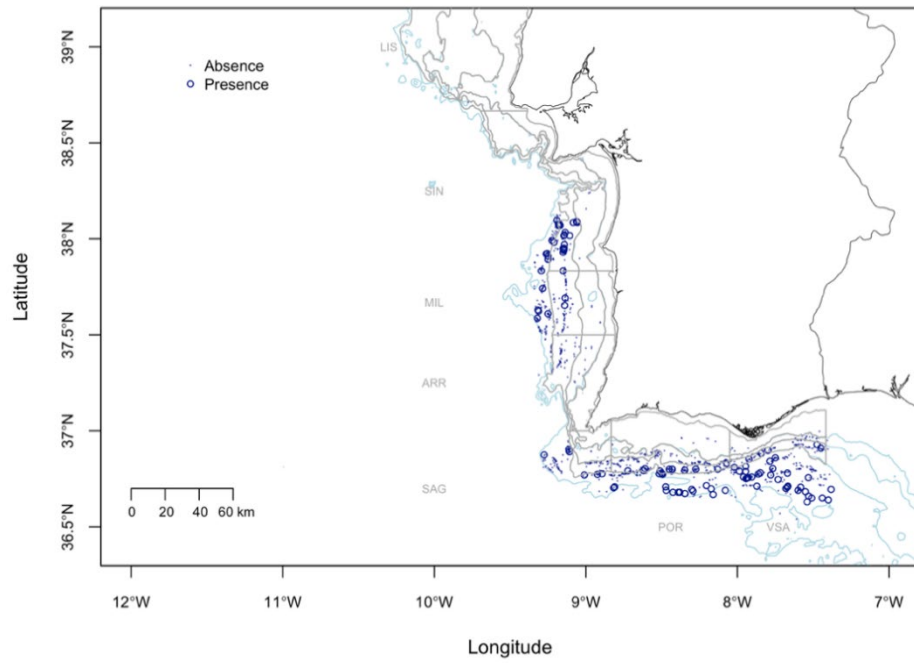 39°N
38.5°N
38°N
37.5°N
37°N
36.5°N
Latitude
Absence
Presence
LIS
SIN
MIL
ARR
SAG
POR
VSA
0 20 40 60 km
12°W 11°W 10°W 9°W 8°W 7°W
Longitude